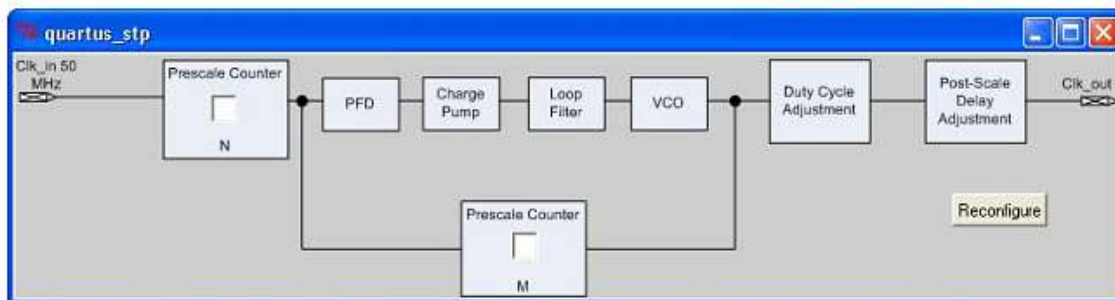 quartus_stp
Clk_in 50
MHz
Prescale Counter
N
PFD
Charge
Pump
Loop
Filter
VCO
Duty Cycle
Adjustment
Post-Scale
Delay
Adjustment
Clk_out
Prescale Counter
M
Reconfigure